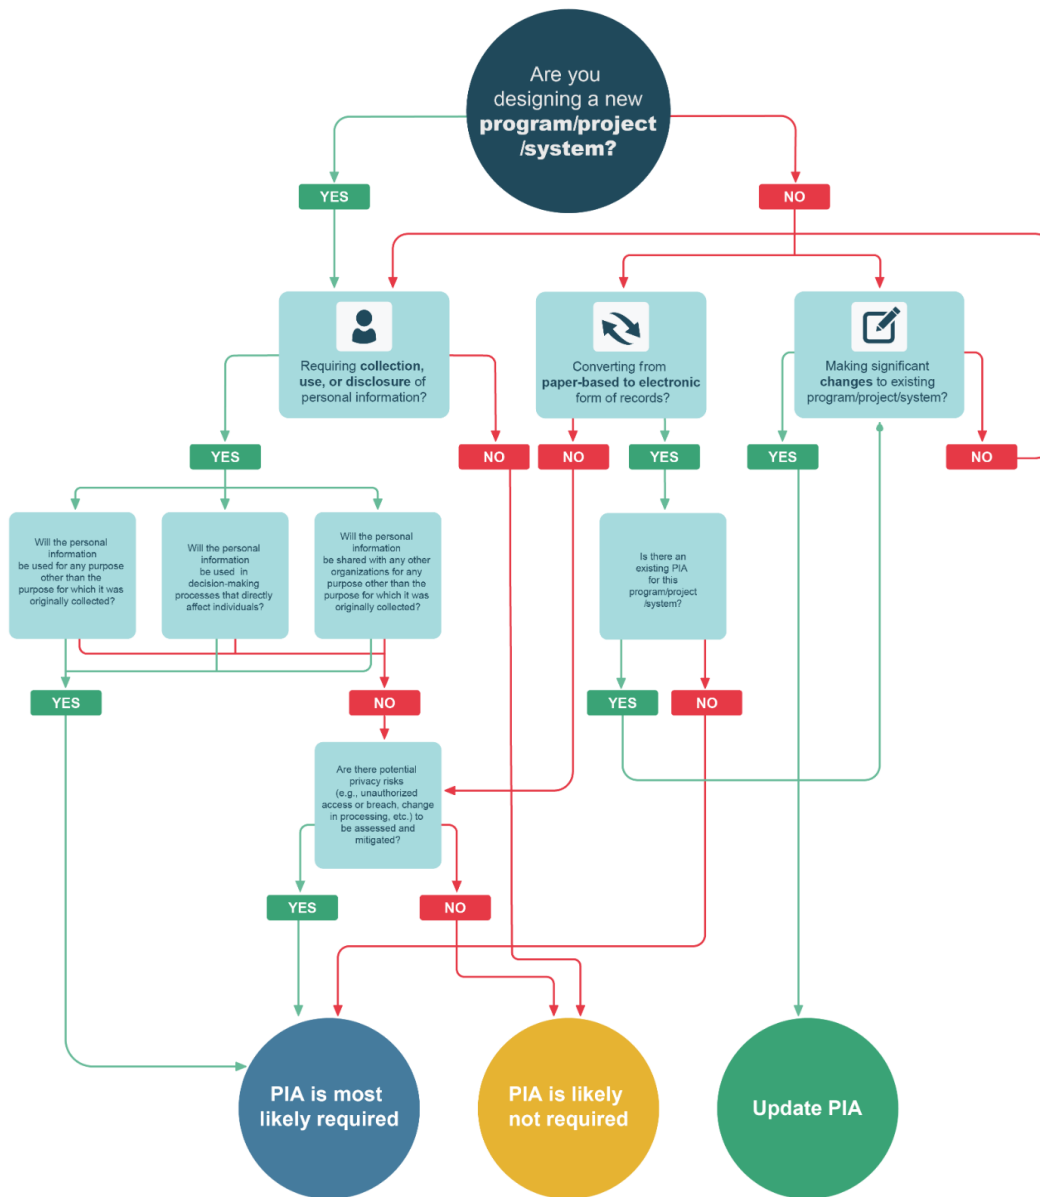 Are you
designing a new
program/project
/system?
YES
NO
Requiring collection,
use, or disclosure of
personal information?
Converting from
paper-based to electronic
form of records?
Making significant
changes to existing
program/project/system?
YES
NO
NO
YES
YES
NO
Will the personal
information
be used for any purpose
other than the
purpose for which it was
originally collected?
Will the personal
information
be used in
decision-making
processes that directly
affect individuals?
Will the personal
information
be shared with any other
organizations for any
purpose other than the
purpose for which it was
originally collected?
Is there an
existing PIA
for this
program/project
/system?
YES
NO
YES
NO
Are there potential
privacy risks
(e.g., unauthorized
access or breach, change
in processing, etc.) to
be assessed and
mitigated?
YES
NO
PIA is most
likely required
PIA is likely
not required
Update PIA